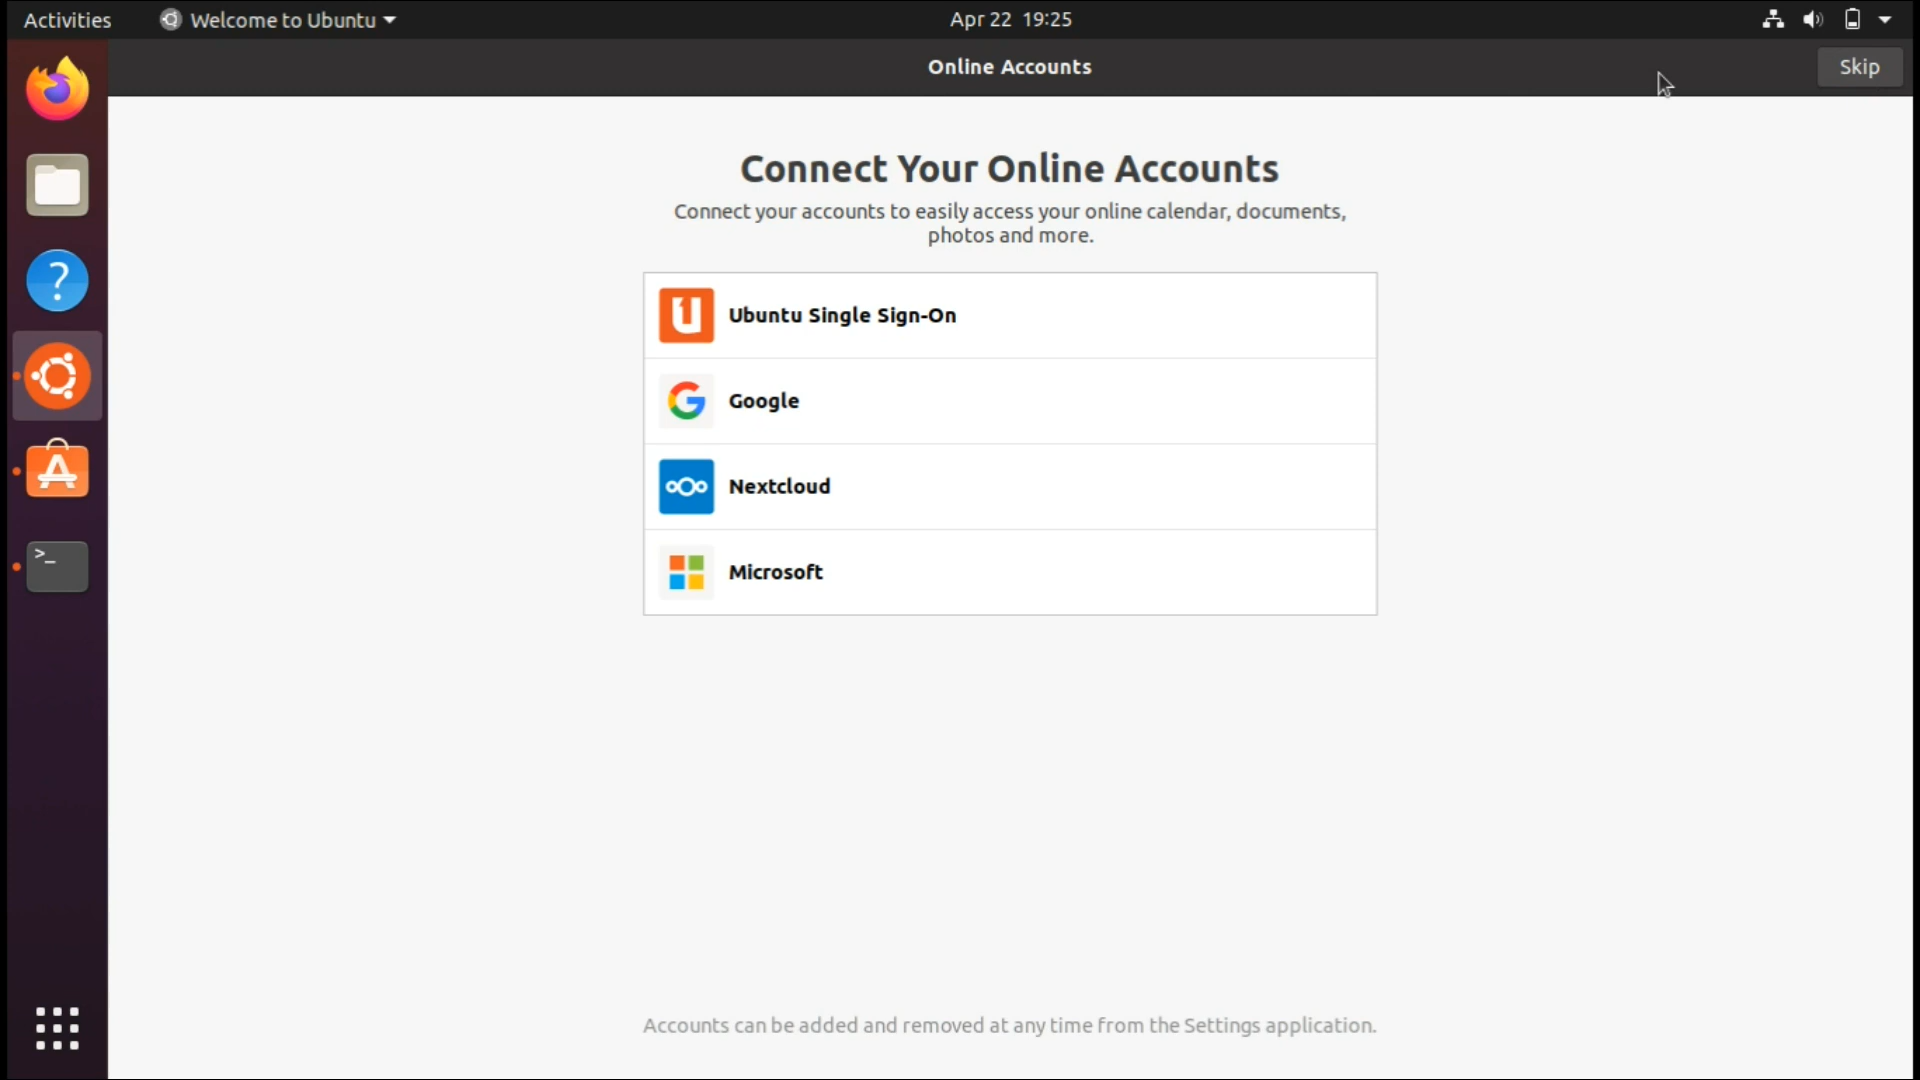 Activities
Welcome to Ubuntu
Apr 22 19:25
Online Accounts
Skip
Connect Your Online Accounts
Connect your accounts to easily access your online calendar, documents,
photos and more.
Ubuntu Single Sign-On
Google
Nextcloud
Microsoft
Accounts can be added and removed at any time from the Settings application.